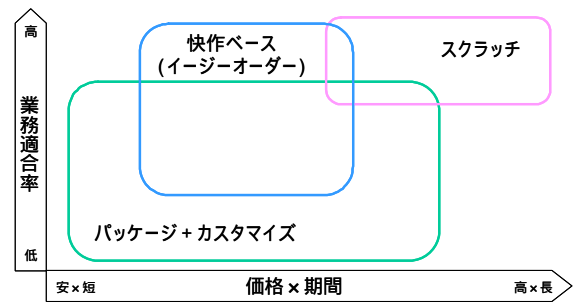 高
快作ベース
(イージーオーダー)
スクラッチ
業務適合率
パッケージ + カスタマイズ
低
安×短
価格×期間
高×長